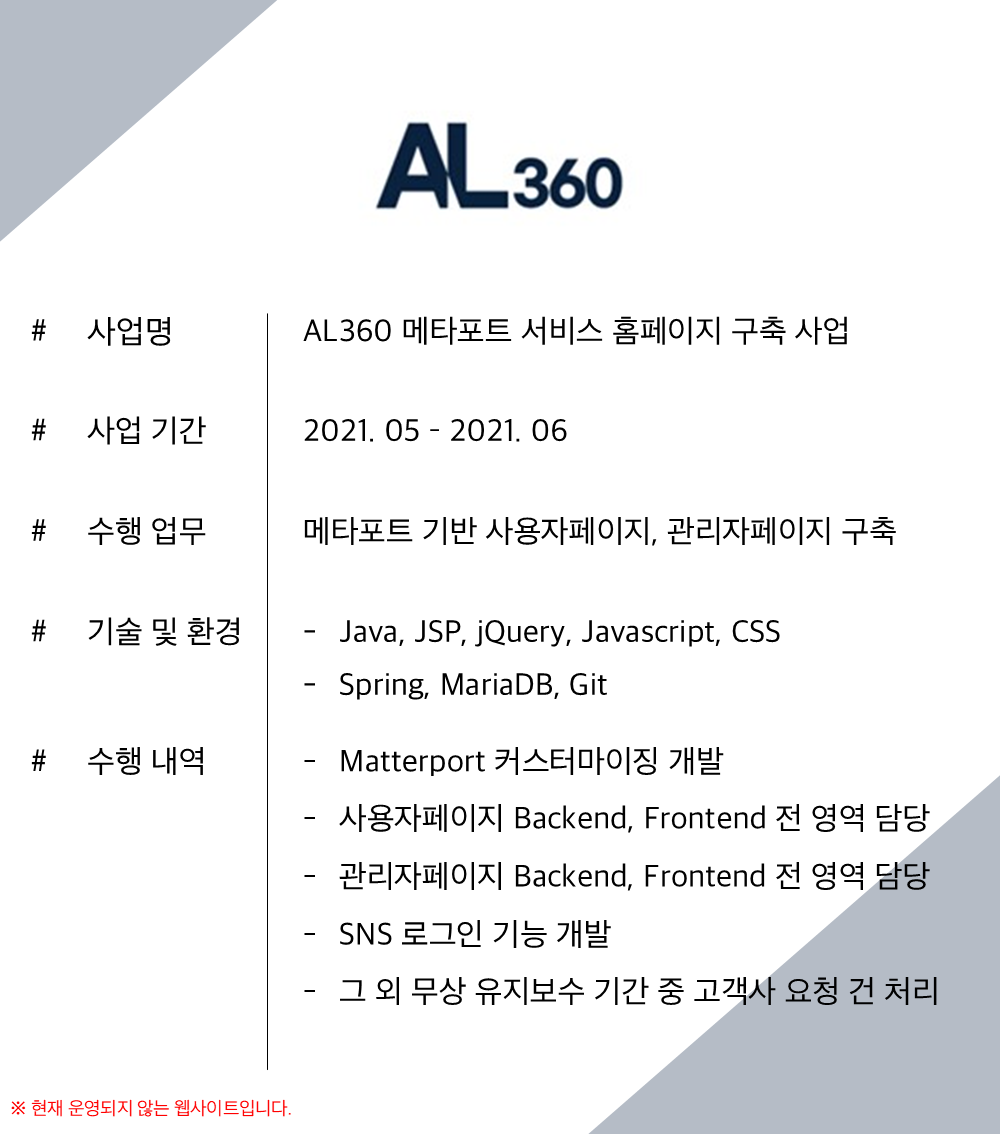 AL360
# 사업명 AL360 메타포트 서비스 홈페이지 구축 사업
# 사업 기간 2021. 05 - 2021. 06
# 수행 업무 메타포트 기반 사용자페이지, 관리자페이지 구축
# 기술 및 환경 - Java, JSP, jQuery, Javascript, CSS
- Spring, MariaDB, Git
# 수행 내역 - Matterport 커스터마이징 개발
- 사용자페이지 Backend, Frontend 전 영역 담당
- 관리자페이지 Backend, Frontend 전 영역 담당
- SNS 로그인 기능 개발
- 그 외 무상 유지보수 기간 중 고객사 요청 건 처리
※ 현재 운영되지 않는 웹사이트입니다.